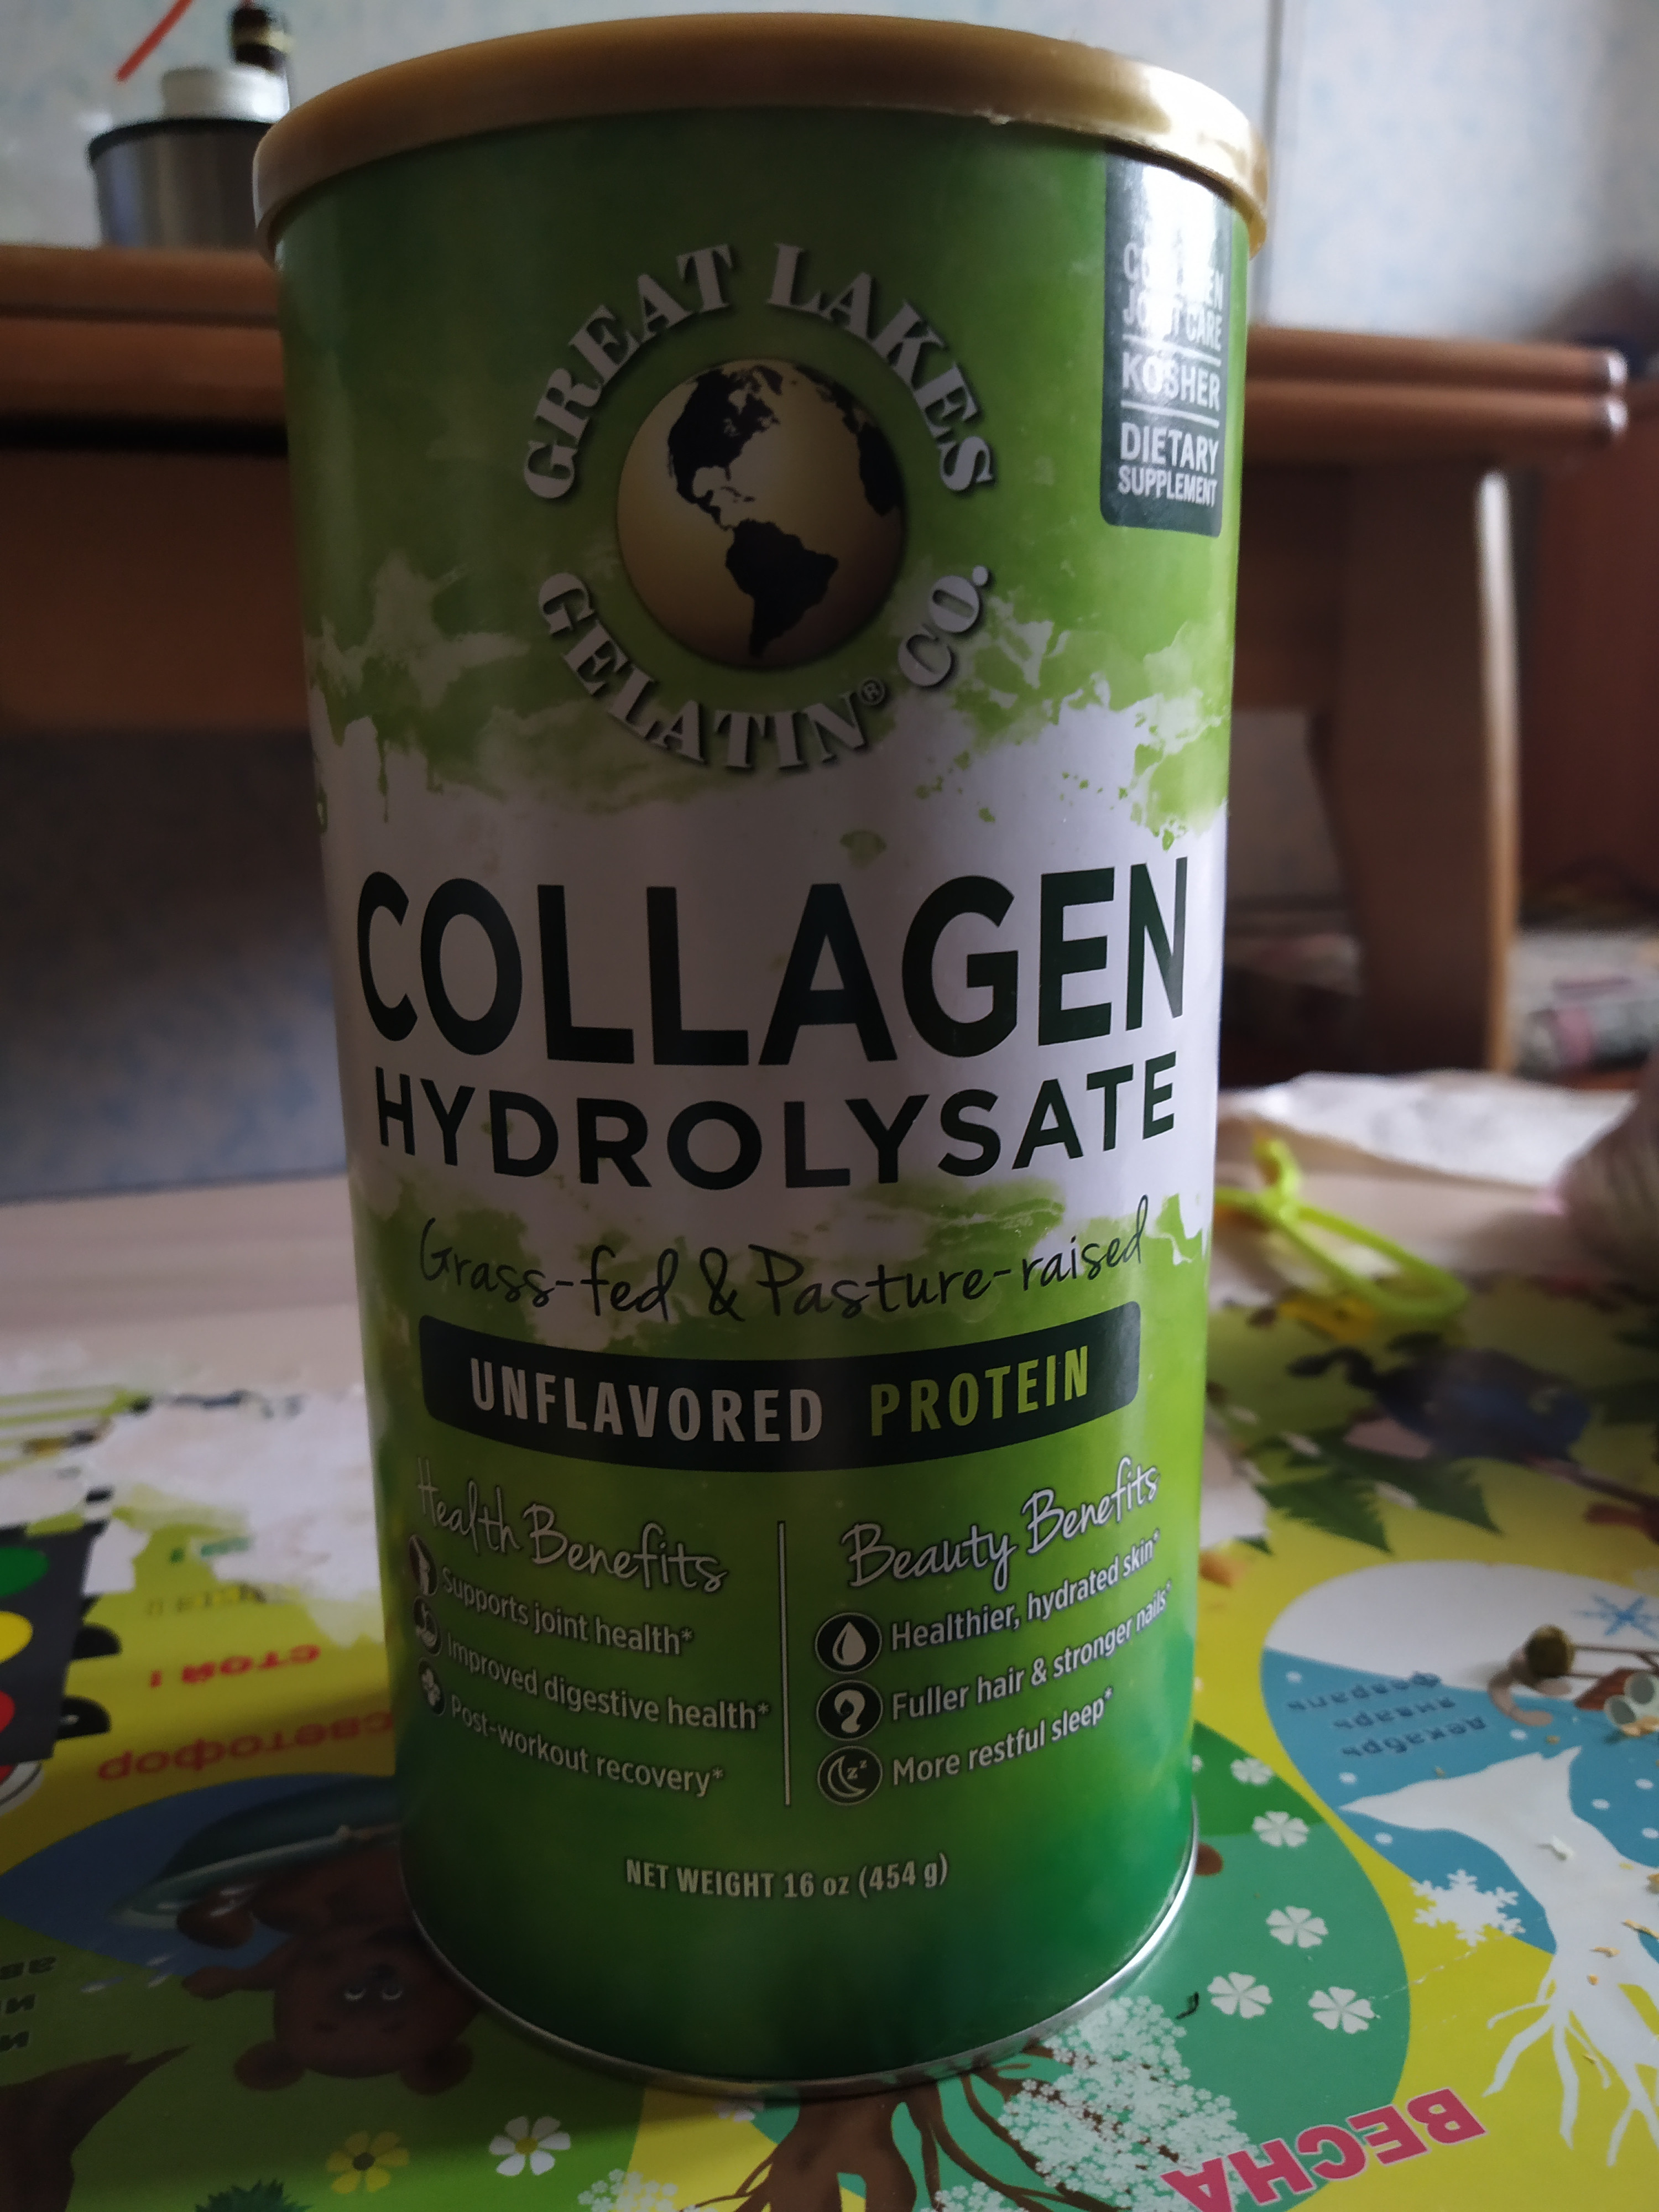 GREAT LAKES
GELATIN® CO.
COLLAGEN
JOINT CARE
KOSHER
DIETARY
SUPPLEMENT
COLLAGEN
HYDROLYSATE
Grass-fed & Pasture-raised
UNFLAVORED PROTEIN
Health Benefits
Supports joint health*
Improved digestive health*
Post-workout recovery*
Beauty Benefits
Healthier, hydrated skin*
Fuller hair & stronger nails*
More restful sleep*
NET WEIGHT 16 oz (454 g)
СТОЙ!
светофор
декабрь
январь
февраль
ВЕСНА